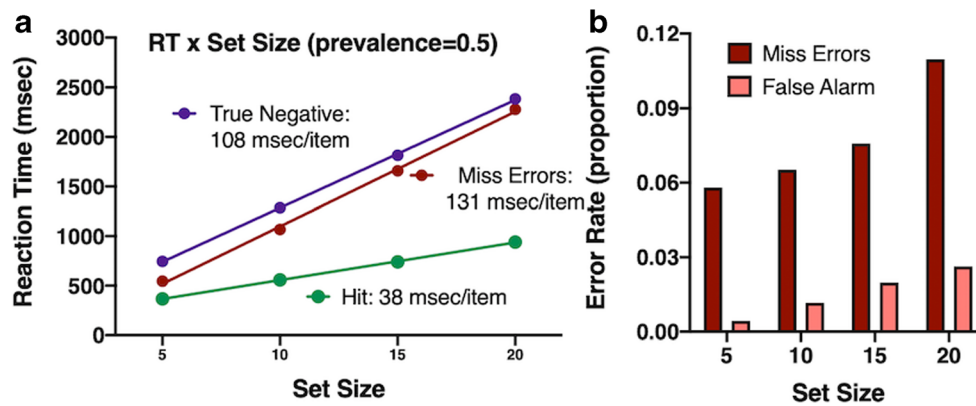 a
RT x Set Size (prevalence=0.5)
Reaction Time (msec)
3000
2500
2000
1500
1000
500
0
True Negative:
108 msec/item
Miss Errors:
131 msec/item
Hit: 38 msec/item
5 10 15 20
Set Size
b
Error Rate (proportion)
0.12
0.09
0.06
0.03
0.00
Miss Errors
False Alarm
5 10 15 20
Set Size